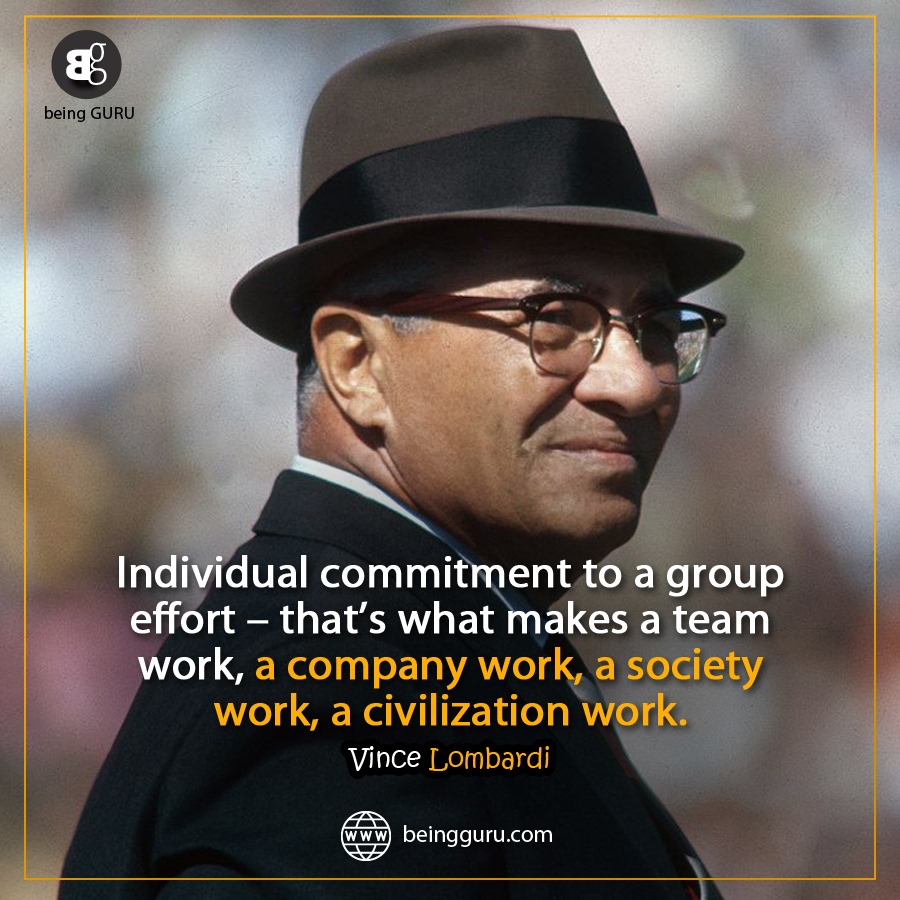 being GURU
Individual commitment to a group
effort – that’s what makes a team
work, a company work, a society
work, a civilization work.
Vince Lombardi
www beingguru.com